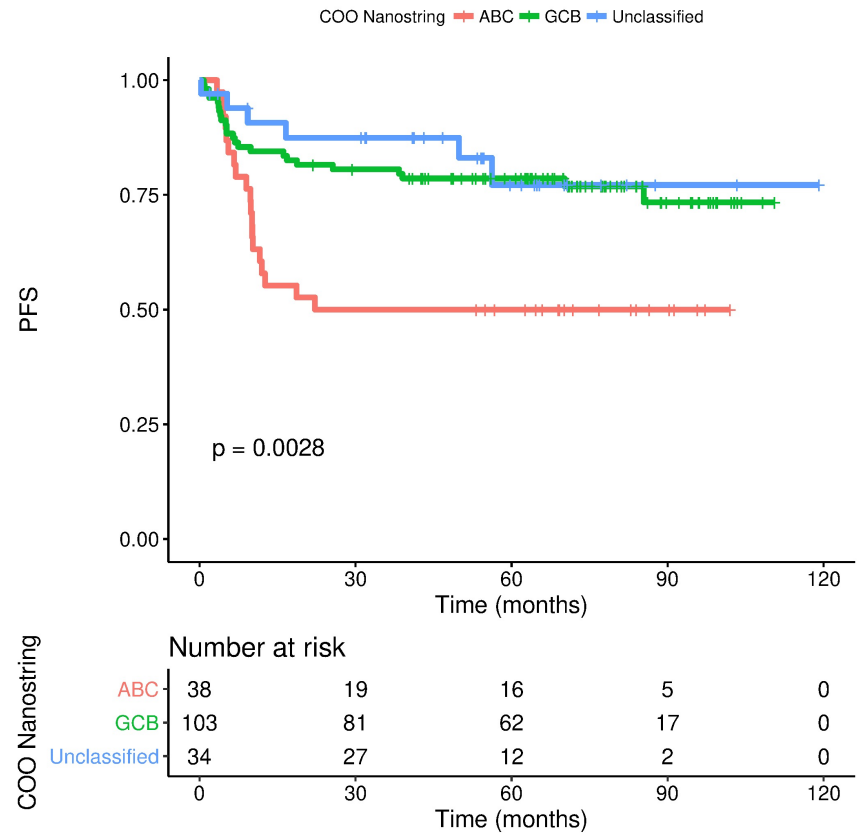 COO Nanostring ABC GCB Unclassified
1.00
0.75
0.50
0.25
0.00
PFS
p = 0.0028
0 30 60 90 120
Time (months)
Number at risk
COO Nanostring
ABC 38 19 16 5 0
GCB 103 81 62 17 0
Unclassified 34 27 12 2 0
0 30 60 90 120
Time (months)